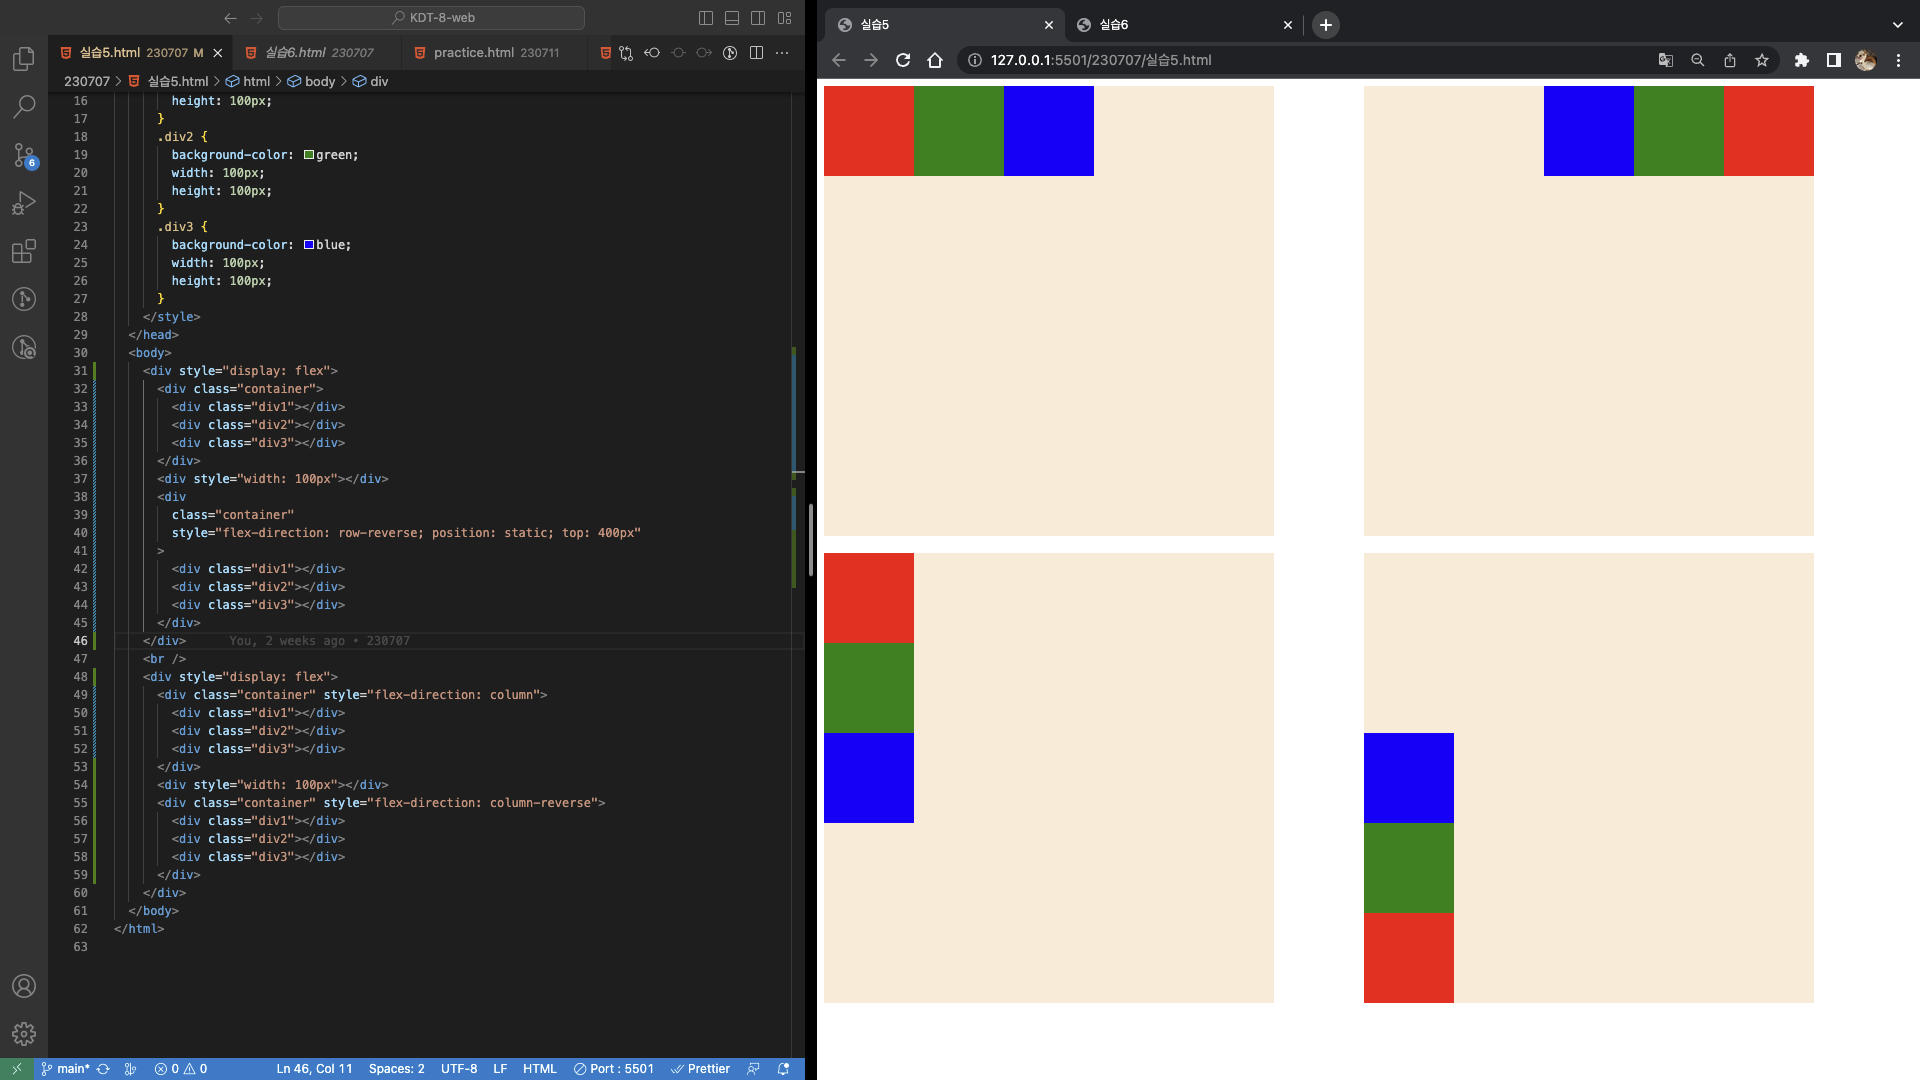 KDT-8-web
실습5.html 230707 M
실습6.html 230707
practice.html 230711
230707 > 실습5.html > html > body > div
16 height: 100px;
17 }
18 .div2 {
19 background-color: green;
20 width: 100px;
21 height: 100px;
22 }
23 .div3 {
24 background-color: blue;
25 width: 100px;
26 height: 100px;
27 }
28 </style>
29 </head>
30 <body>
31 <div style="display: flex">
32 <div class="container">
33 <div class="div1"></div>
34 <div class="div2"></div>
35 <div class="div3"></div>
36 </div>
37 <div style="width: 100px"></div>
38 <div
39 class="container"
40 style="flex-direction: row-reverse; position: static; top: 400px"
41 >
42 <div class="div1"></div>
43 <div class="div2"></div>
44 <div class="div3"></div>
45 </div>
46 </div> You, 2 weeks ago • 230707
47 <br />
48 <div style="display: flex">
49 <div class="container" style="flex-direction: column">
50 <div class="div1"></div>
51 <div class="div2"></div>
52 <div class="div3"></div>
53 </div>
54 <div style="width: 100px"></div>
55 <div class="container" style="flex-direction: column-reverse">
56 <div class="div1"></div>
57 <div class="div2"></div>
58 <div class="div3"></div>
59 </div>
60 </div>
61 </body>
62 </html>
63
6
main* 0 0 Ln 46, Col 11 Spaces: 2 UTF-8 LF HTML Port : 5501 Prettier
실습5
실습6
127.0.0.1:5501/230707/실습5.html